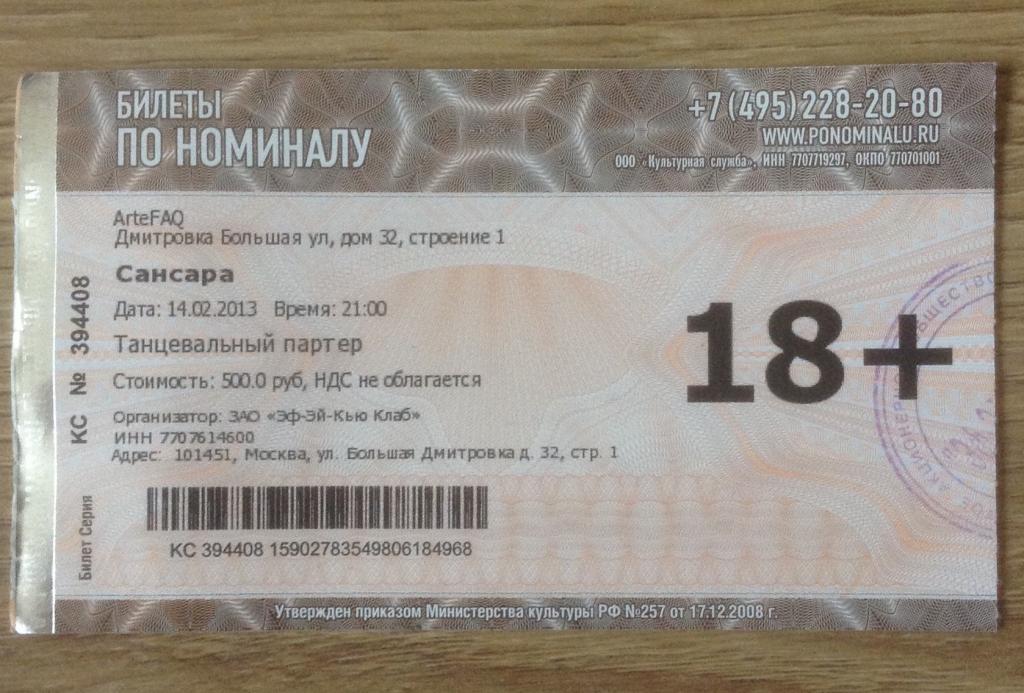 БИЛЕТЫ
ПО НОМИНАЛУ
+7 (495) 228-20-80
WWW.PONOMINALU.RU
ООО «Культурная служба», ИНН 7707719297, ОКПО 770701001
ArteFAQ
Дмитровка Большая ул, дом 32, строение 1
Сансара
Дата: 14.02.2013 Время: 21:00
Танцевальный партер
Стоимость: 500.0 руб, НДС не облагается
Организатор: ЗАО «Эф-Эй-Кью Клаб»
ИНН 7707614600
Адрес: 101451, Москва, ул. Большая Дмитровка д. 32, стр. 1
18+
КС 394408 15902783549806184968
Билет Серия КС № 394408
Утвержден приказом Министерства культуры РФ №257 от 17.12.2008 г.